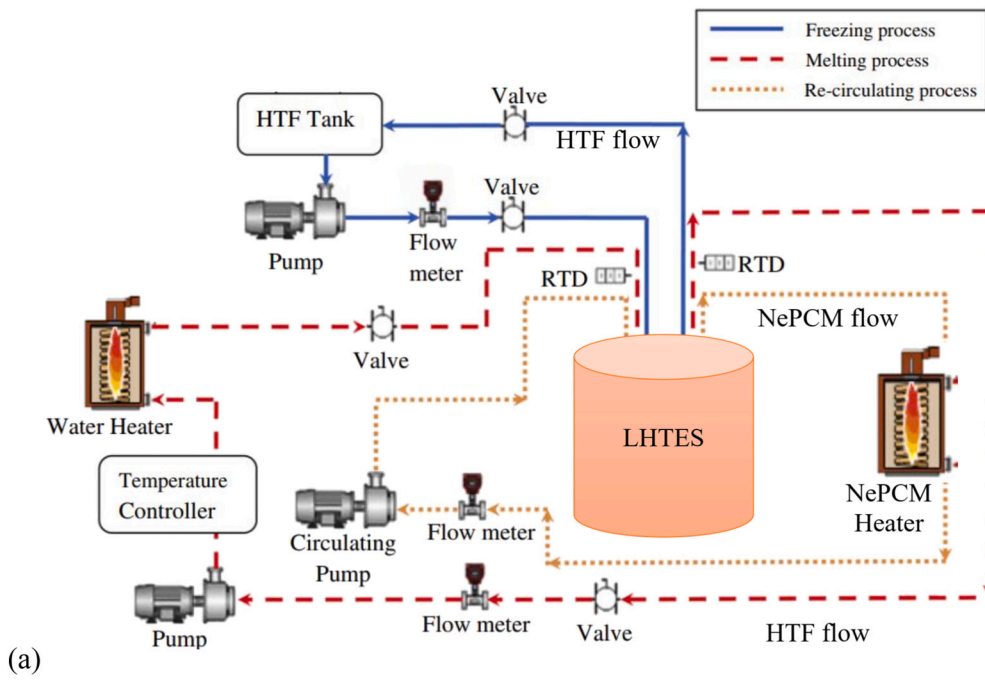 Freezing process
Melting process
Re-circulating process
Valve
HTF Tank
HTF flow
Valve
Pump
Flow
meter
RTD
RTD
NePCM flow
Valve
Water Heater
LHTES
Temperature
Controller
NePCM
Heater
Circulating
Pump
Flow meter
Pump
Flow meter
Valve
HTF flow
(a)